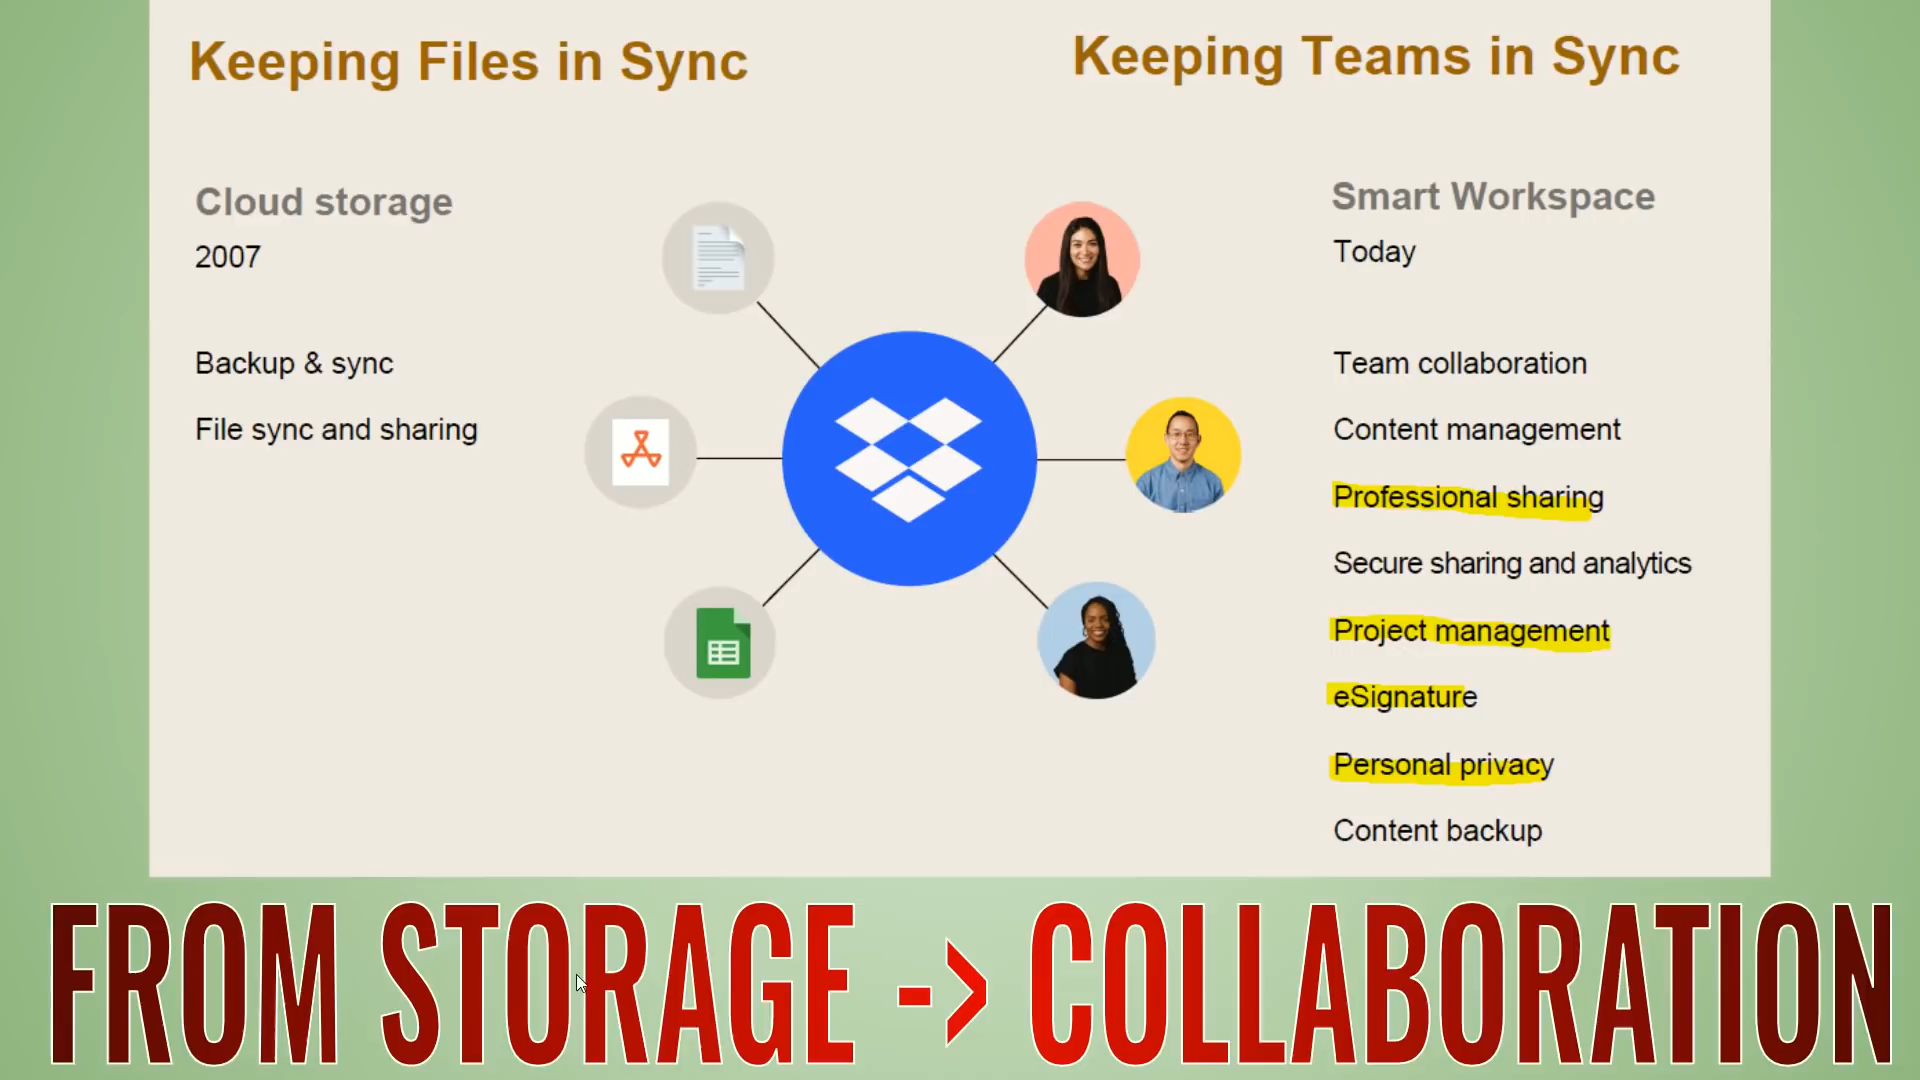 Keeping Files in Sync
Keeping Teams in Sync
Cloud storage
2007
Backup & sync
File sync and sharing
Smart Workspace
Today
Team collaboration
Content management
Professional sharing
Secure sharing and analytics
Project management
eSignature
Personal privacy
Content backup
FROM STORAGE -> COLLABORATION